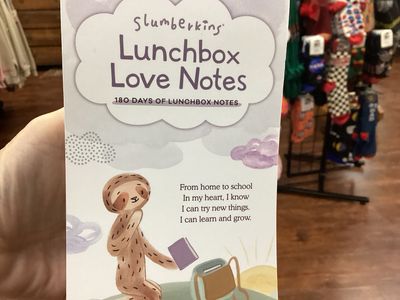 slumberkins
Lunchbox
Love Notes
180 DAYS OF LUNCHBOX NOTES
From home to school
In my heart, I know
I can try new things.
I can learn and grow.